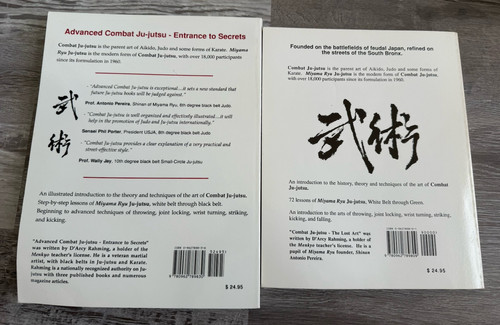 Advanced Combat Ju-jutsu - Entrance to Secrets
Combat Ju-jutsu is the parent art of Aikido, Judo and some forms of Karate. Miyama
Ryu Ju-jutsu is the modern form of Combat Ju-jutsu, with over 18,000 participants
since its formulation in 1960.
"Advanced Combat Ju-jutsu is exceptional...it sets a new standard that
future Ju-jutsu books will be judged against."
Prof. Antonio Pereira, Shinan of Miyama Ryu, 8th degree black belt Judo.
"Combat Ju-jutsu is well organized and effectively illustrated...it will
help in the promotion of Judo and Ju-jutsu internationally."
Sensei Phil Porter, President USJA, 8th degree black belt Judo.
"Combat Ju-jutsu provides a clear explanation of a very practical and
street-effective style."
Prof. Wally Jay, 10th degree black belt Small-Circle Ju-jutsu
武
術
An illustrated introduction to the theory and techniques of the art of Combat Ju-jutsu.
Step-by-step lessons of Miyama Ryu Ju-jutsu, white belt through black belt.
Beginning to advanced techniques of throwing, joint locking, wrist turning, striking,
and kicking.
"Advanced Combat Ju-jutsu - Entrance to Secrets"
was written by D'Arcy Rahming, a holder of the
Menkyo teacher's license. He is a veteran martial
artist, with black belts in Ju-jutsu and Karate.
Rahming is a nationally recognized authority on Ju-
jutsu with three published books and numerous
magazine articles.
$ 24.95
Founded on the battlefields of feudal Japan, refined on
the streets of the South Bronx.
Combat Ju-jutsu is the parent art of Aikido, Judo and some forms of
Karate. Miyama Ryu Ju-jutsu is the modern form of Combat Ju-jutsu,
with over 18,000 participants since its formulation in 1960.
武術
An introduction to the history, theory and techniques of the art of Combat
Ju-jutsu.
72 lessons of Miyama Ryu Ju-jutsu, White Belt through Green.
An introduction to the arts of throwing, joint locking, wrist turning, striking,
kicking, and falling.
"Combat Ju-jutsu - The Lost Art" was
written by D'Arcy Rahming, a holder of
the Menkyo teacher's license. He is a
pupil of Miyama Ryu founder, Shinan
Antonio Pereira.
$ 24.95